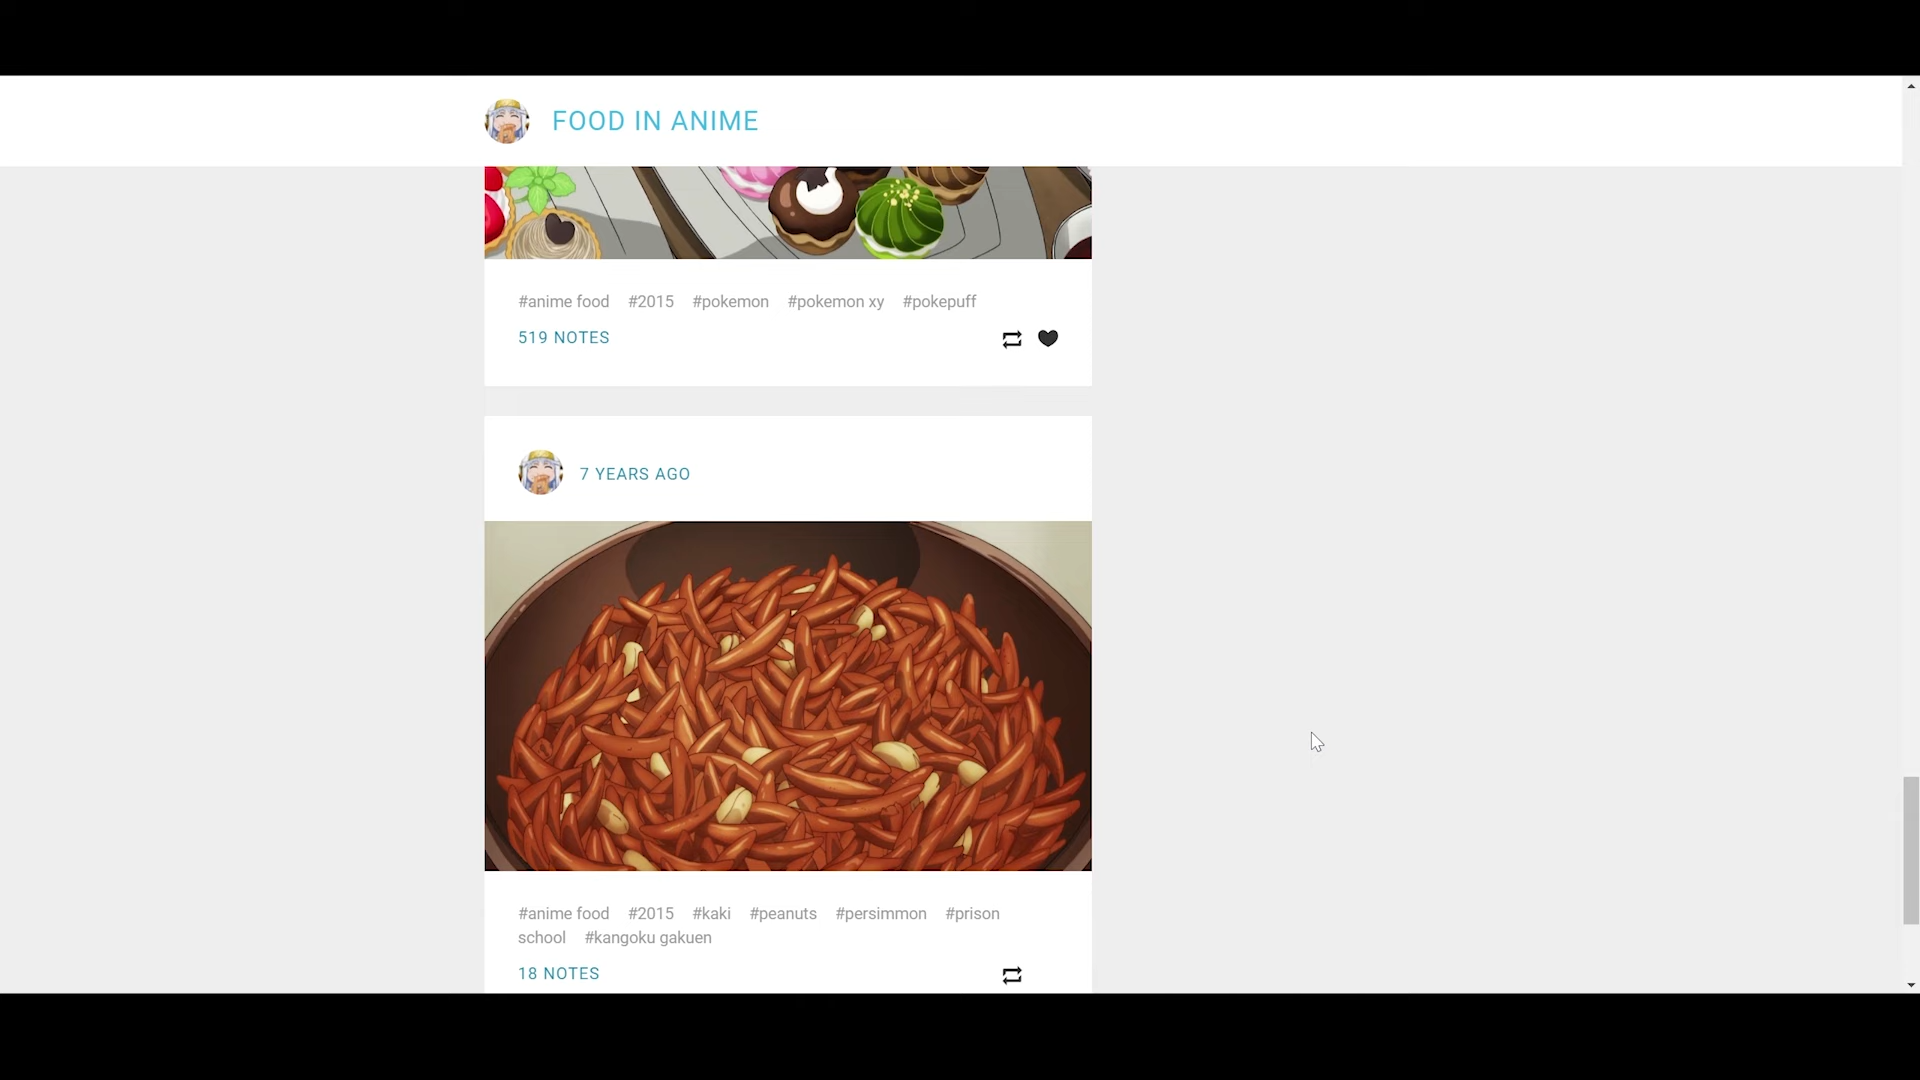 FOOD IN ANIME
#anime food #2015 #pokemon #pokemon xy #pokepuff
519 NOTES
7 YEARS AGO
#anime food #2015 #kaki #peanuts #persimmon #prison
school #kangoku gakuen
18 NOTES